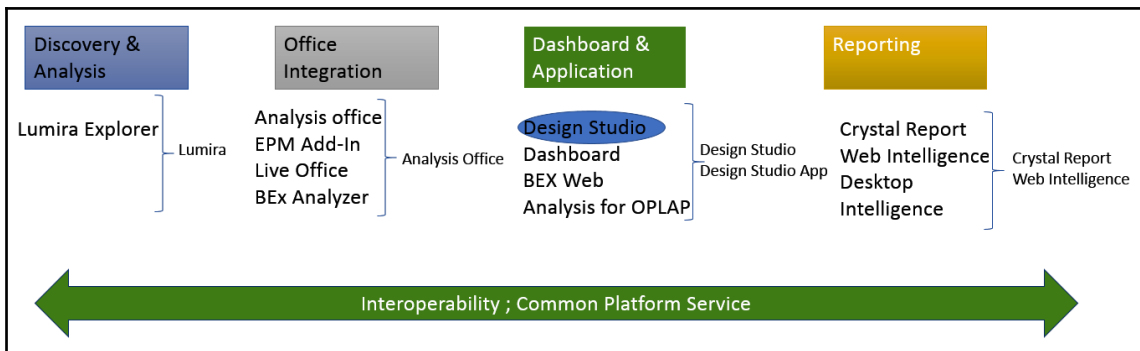 Discovery &
Analysis
Lumira Explorer
Lumira
Office
Integration
Analysis office
EPM Add-In
Live Office
BEx Analyzer
Analysis Office
Dashboard &
Application
Design Studio
Dashboard
BEX Web
Analysis for OPLAP
Design Studio
Design Studio App
Reporting
Crystal Report
Web Intelligence
Desktop
Intelligence
Crystal Report
Web Intelligence
Interoperability ; Common Platform Service